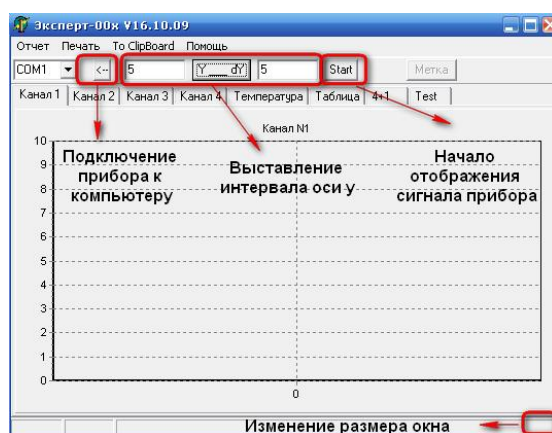 Эксперт-00x V16.10.09
Отчет Печать To ClipBoard Помощь
COM1 <-- 5 Y___dY 5 Start Метка
Канал 1 Канал 2 Канал 3 Канал 4 Температура Таблица 4+1 Test
Канал N1
10
9
8
7
6
5
4
3
2
1
0
0
Подключение
прибора к
компьютеру
Выставление
интервала оси y
Начало
отображения
сигнала прибора
Изменение размера окна